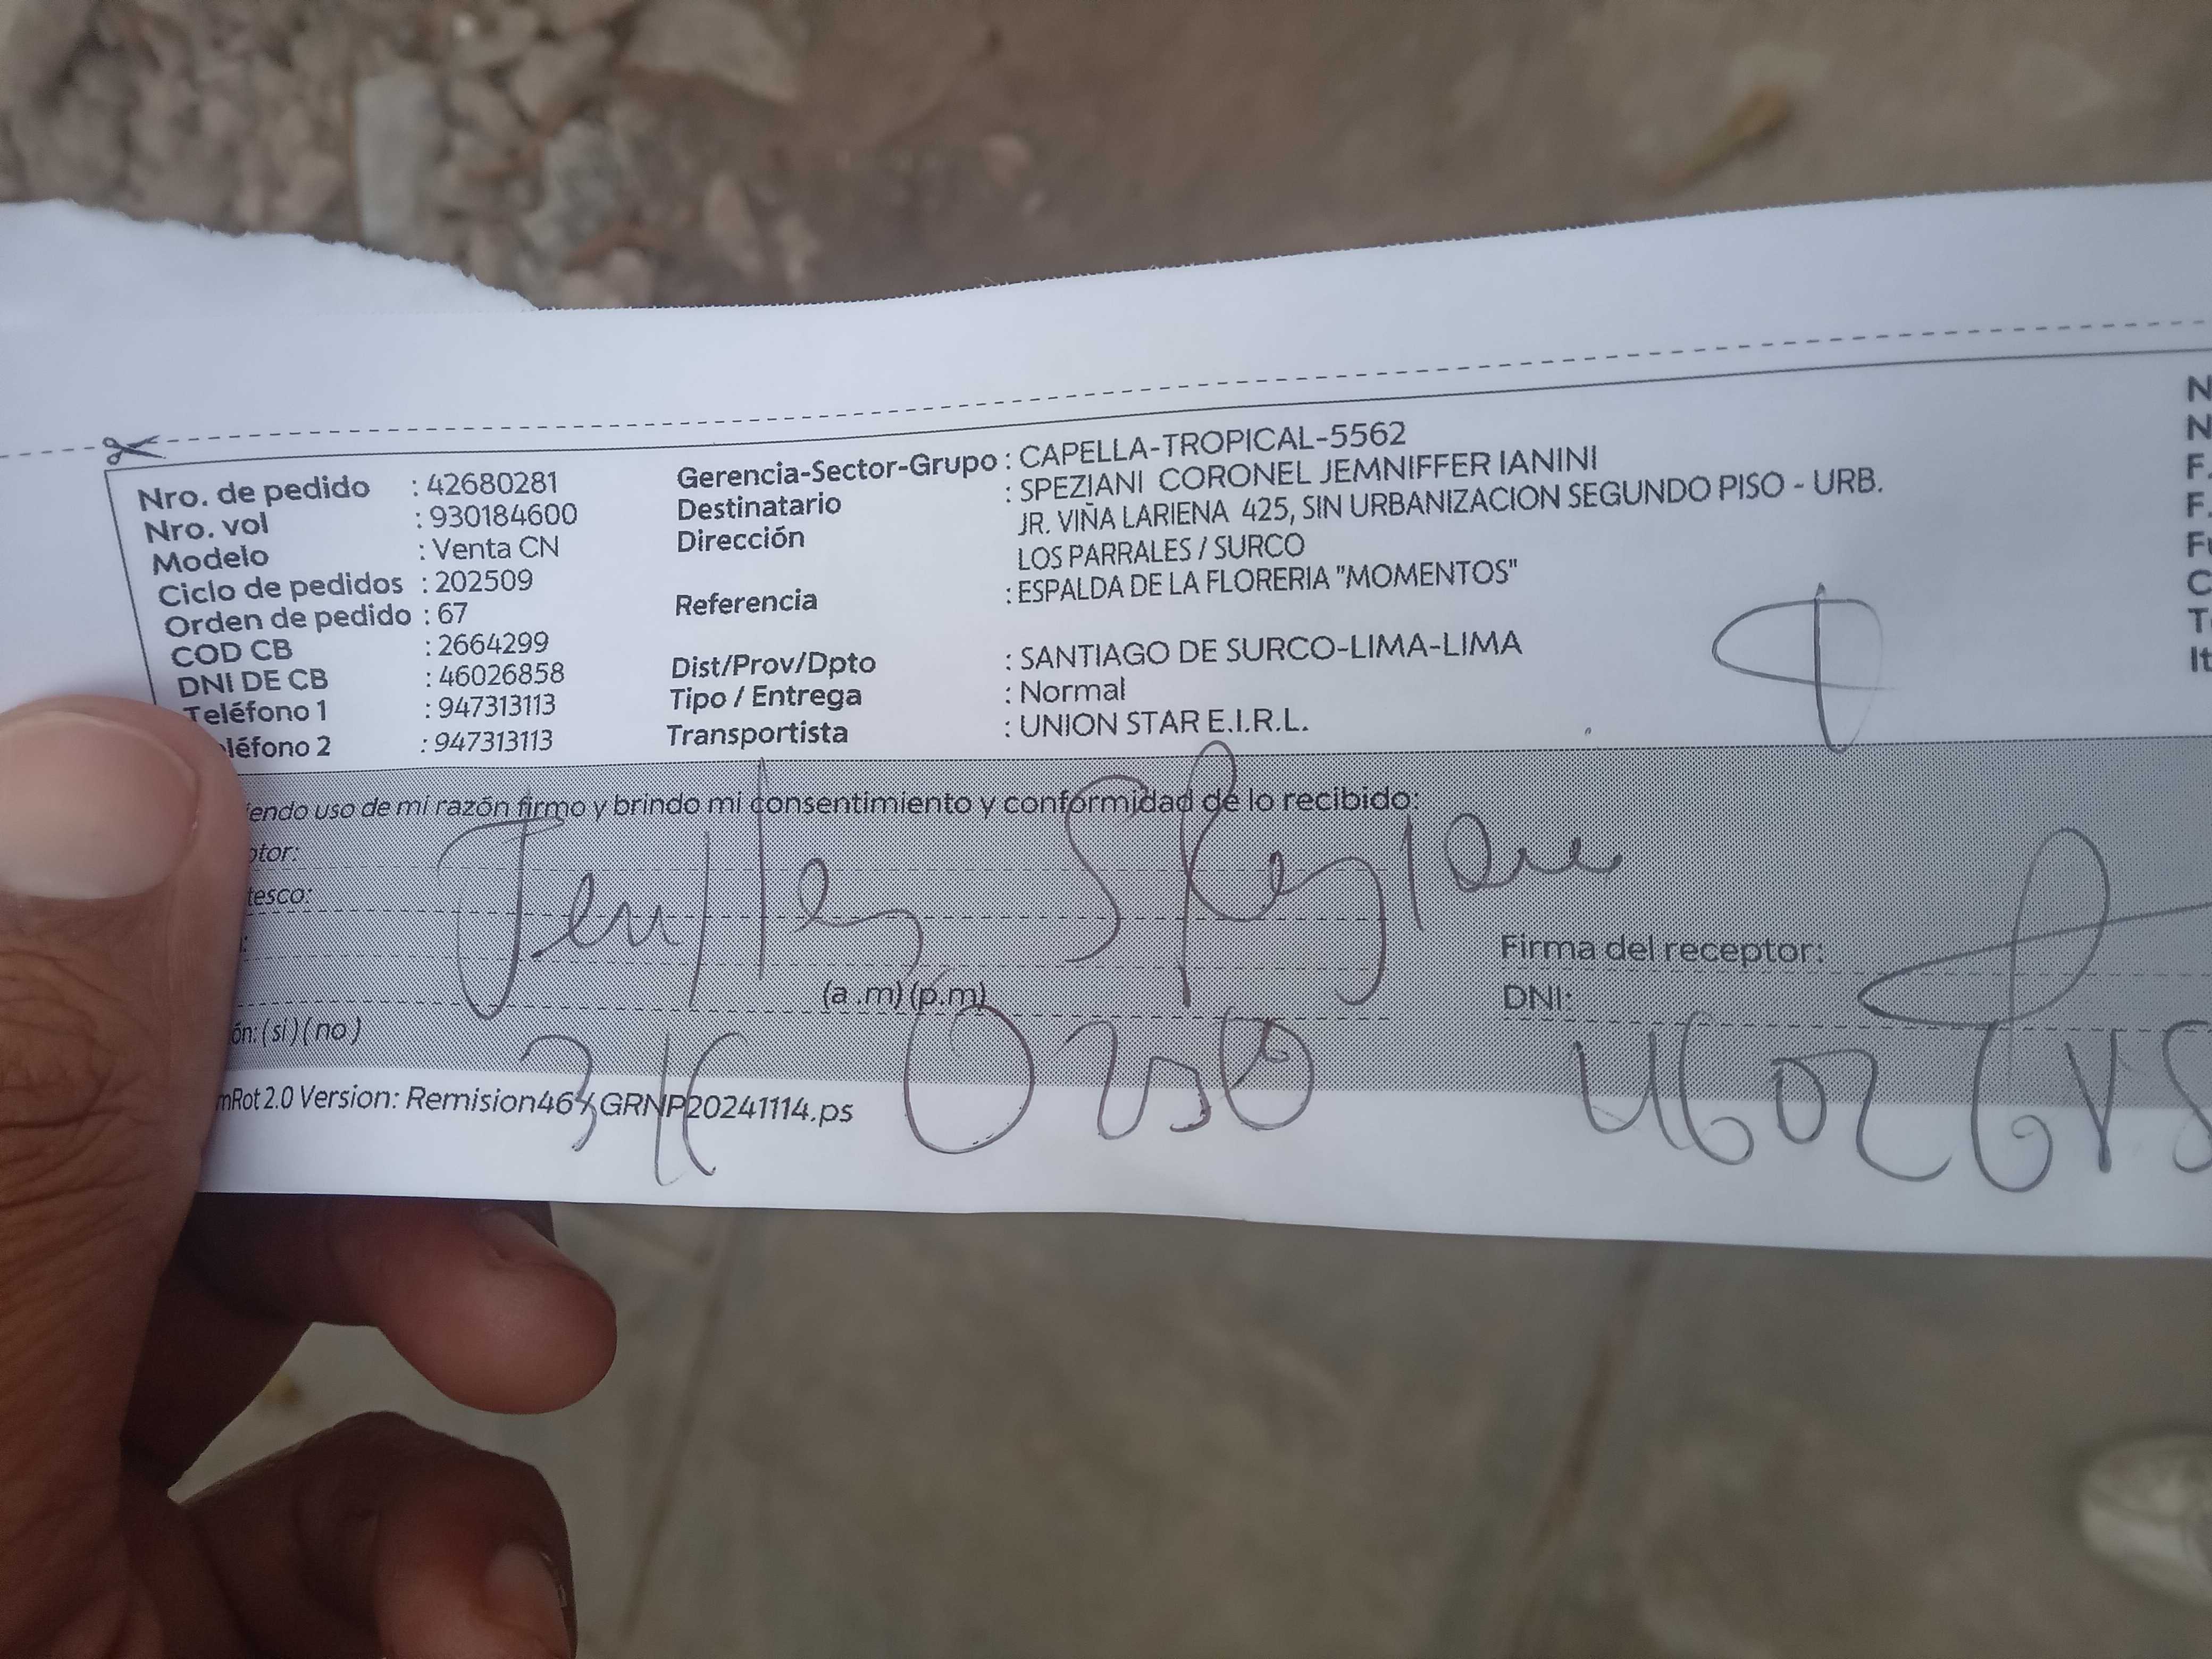 Nro. de pedido : 42680281
Nro. vol : 930184600
Modelo : Venta CN
Ciclo de pedidos : 202509
Orden de pedido : 67
COD CB : 2664299
DNI DE CB : 46026858
Teléfono 1 : 947313113
léfono 2 : 947313113
Gerencia-Sector-Grupo : CAPELLA-TROPICAL-5562
Destinatario : SPEZIANI CORONEL JEMNIFFER IANINI
Dirección JR. VIÑA LARIENA 425, SIN URBANIZACION SEGUNDO PISO - URB.
LOS PARRALES / SURCO
Referencia : ESPALDA DE LA FLORERIA "MOMENTOS"
Dist/Prov/Dpto : SANTIAGO DE SURCO-LIMA-LIMA
Tipo / Entrega : Normal
Transportista : UNION STAR E.I.R.L.
N
N
F.
F.
F
C
T
It
endo uso de mi razón firmo y brindo mi consentimiento y conformidad de lo recibido:
tor:
tesco:
:
(a .m) (p.m)
ón: ( si ) ( no )
Firma del receptor:
DNI:
mRot 2.0 Version: Remision464GRNP20241114.ps